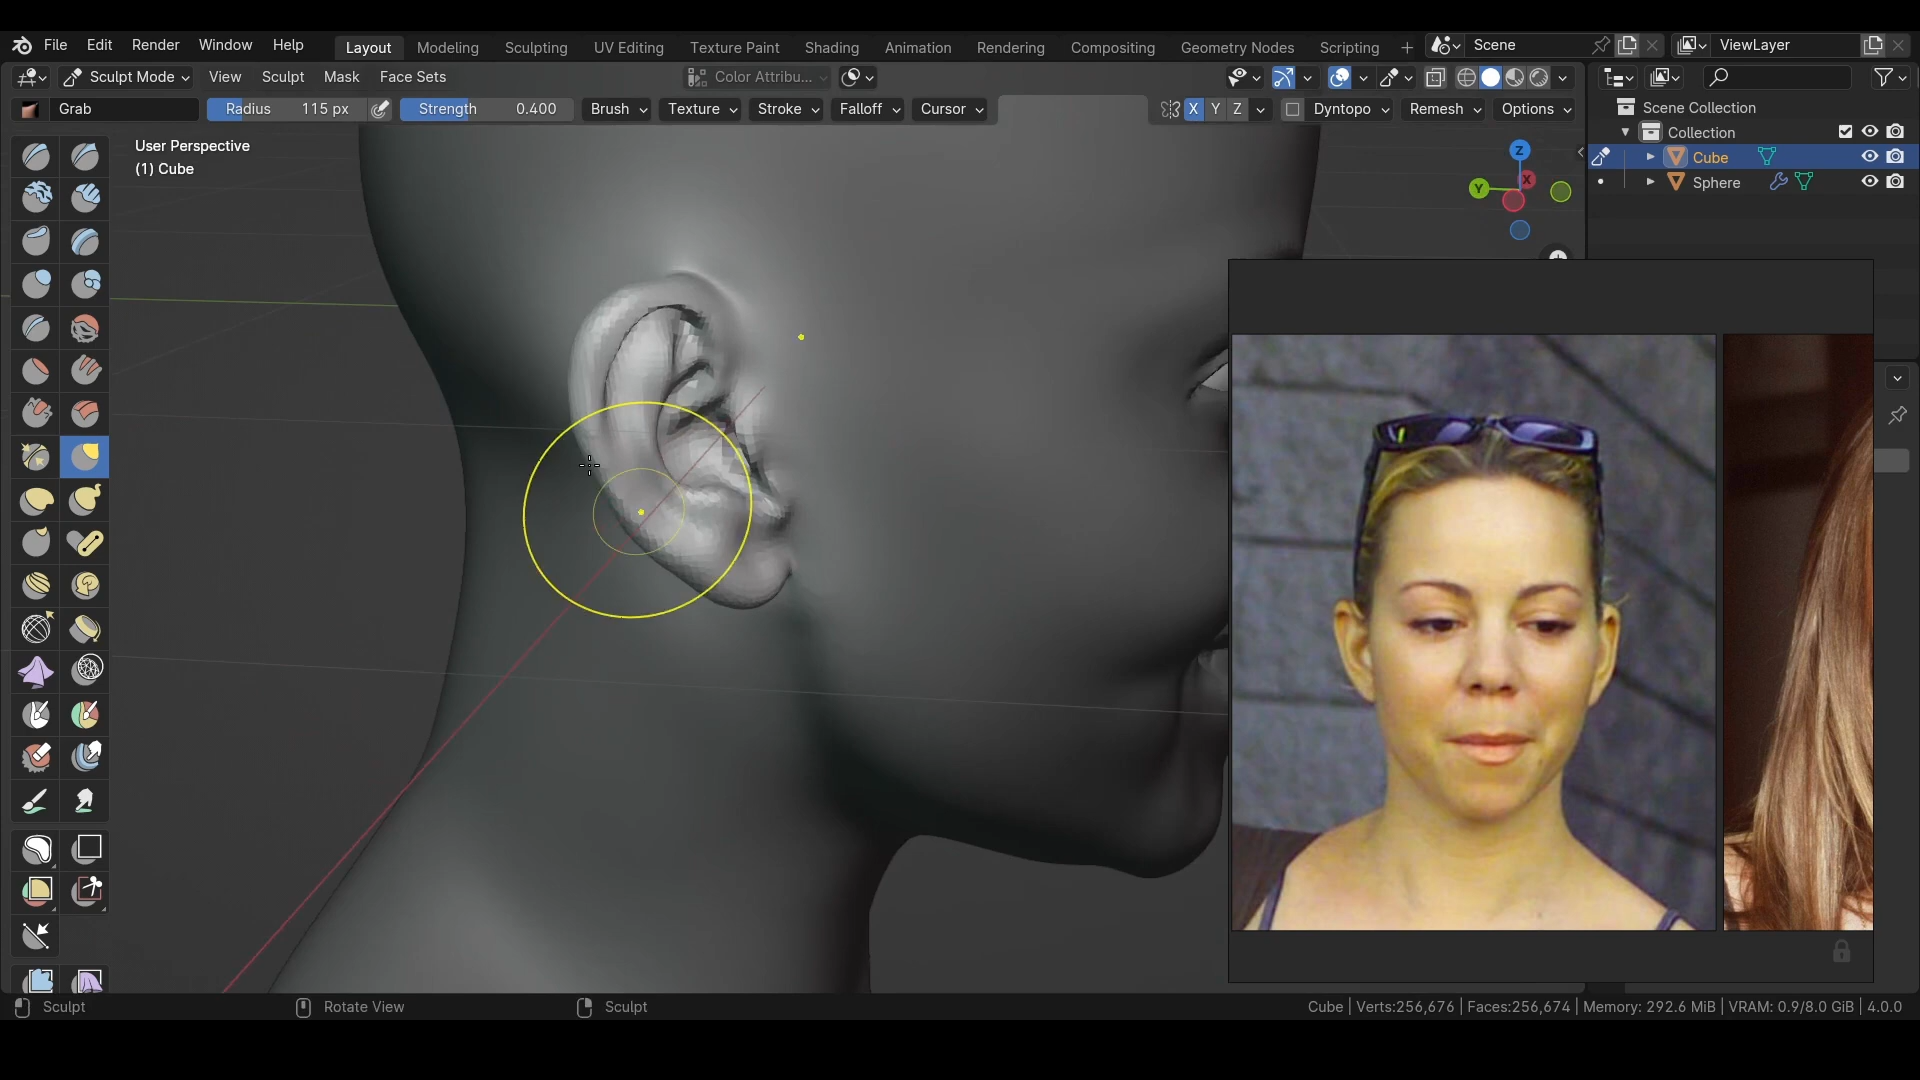 File Edit Render Window Help Layout Modeling Sculpting UV Editing Texture Paint Shading Animation Rendering Compositing Geometry Nodes Scripting + Scene ViewLayer
Sculpt Mode View Sculpt Mask Face Sets Color Attribu...
Grab Radius 115 px Strength 0.400 Brush Texture Stroke Falloff Cursor X Y Z Dyntopo Remesh Options
Scene Collection
Collection
Cube
Sphere
User Perspective
(1) Cube
Z
X
Y
Sculpt Rotate View Sculpt Cube | Verts:256,676 | Faces:256,674 | Memory: 292.6 MiB | VRAM: 0.9/8.0 GiB | 4.0.0